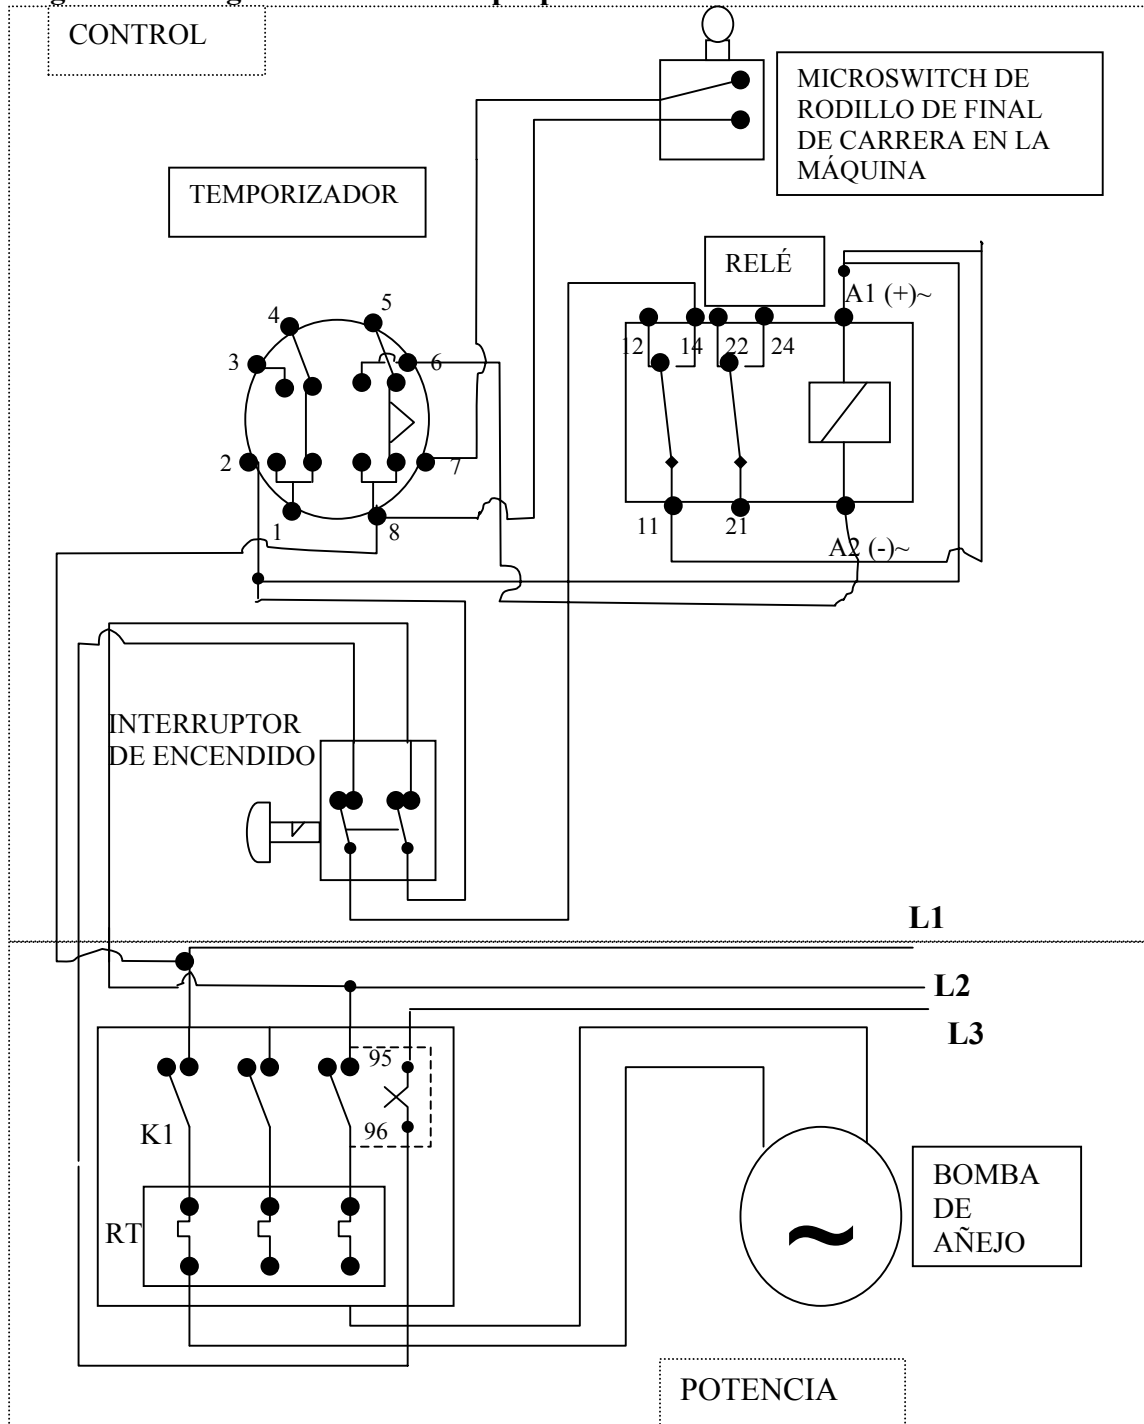 CONTROL
MICROSWITCH DE
RODILLO DE FINAL
DE CARRERA EN LA
MÁQUINA
TEMPORIZADOR
RELÉ
A1 (+)~
5
4
3
6
12
14
22
24
2
7
1
8
11
21
A2 (-)~
INTERRUPTOR
DE ENCENDIDO
L1
L2
L3
95
96
K1
RT
~
BOMBA
DE
AÑEJO
POTENCIA